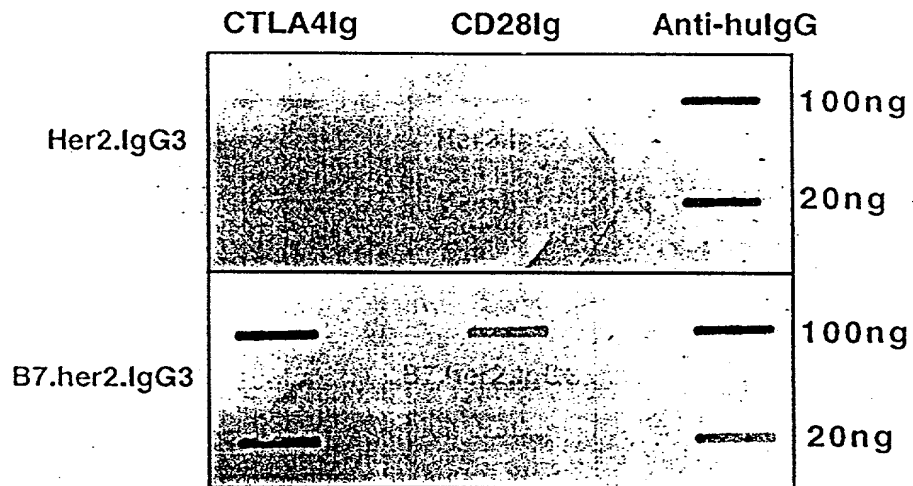 CTLA4Ig CD28Ig Anti-huIgG
100ng
Her2.IgG3
20ng
100ng
B7.her2.IgG3
20ng